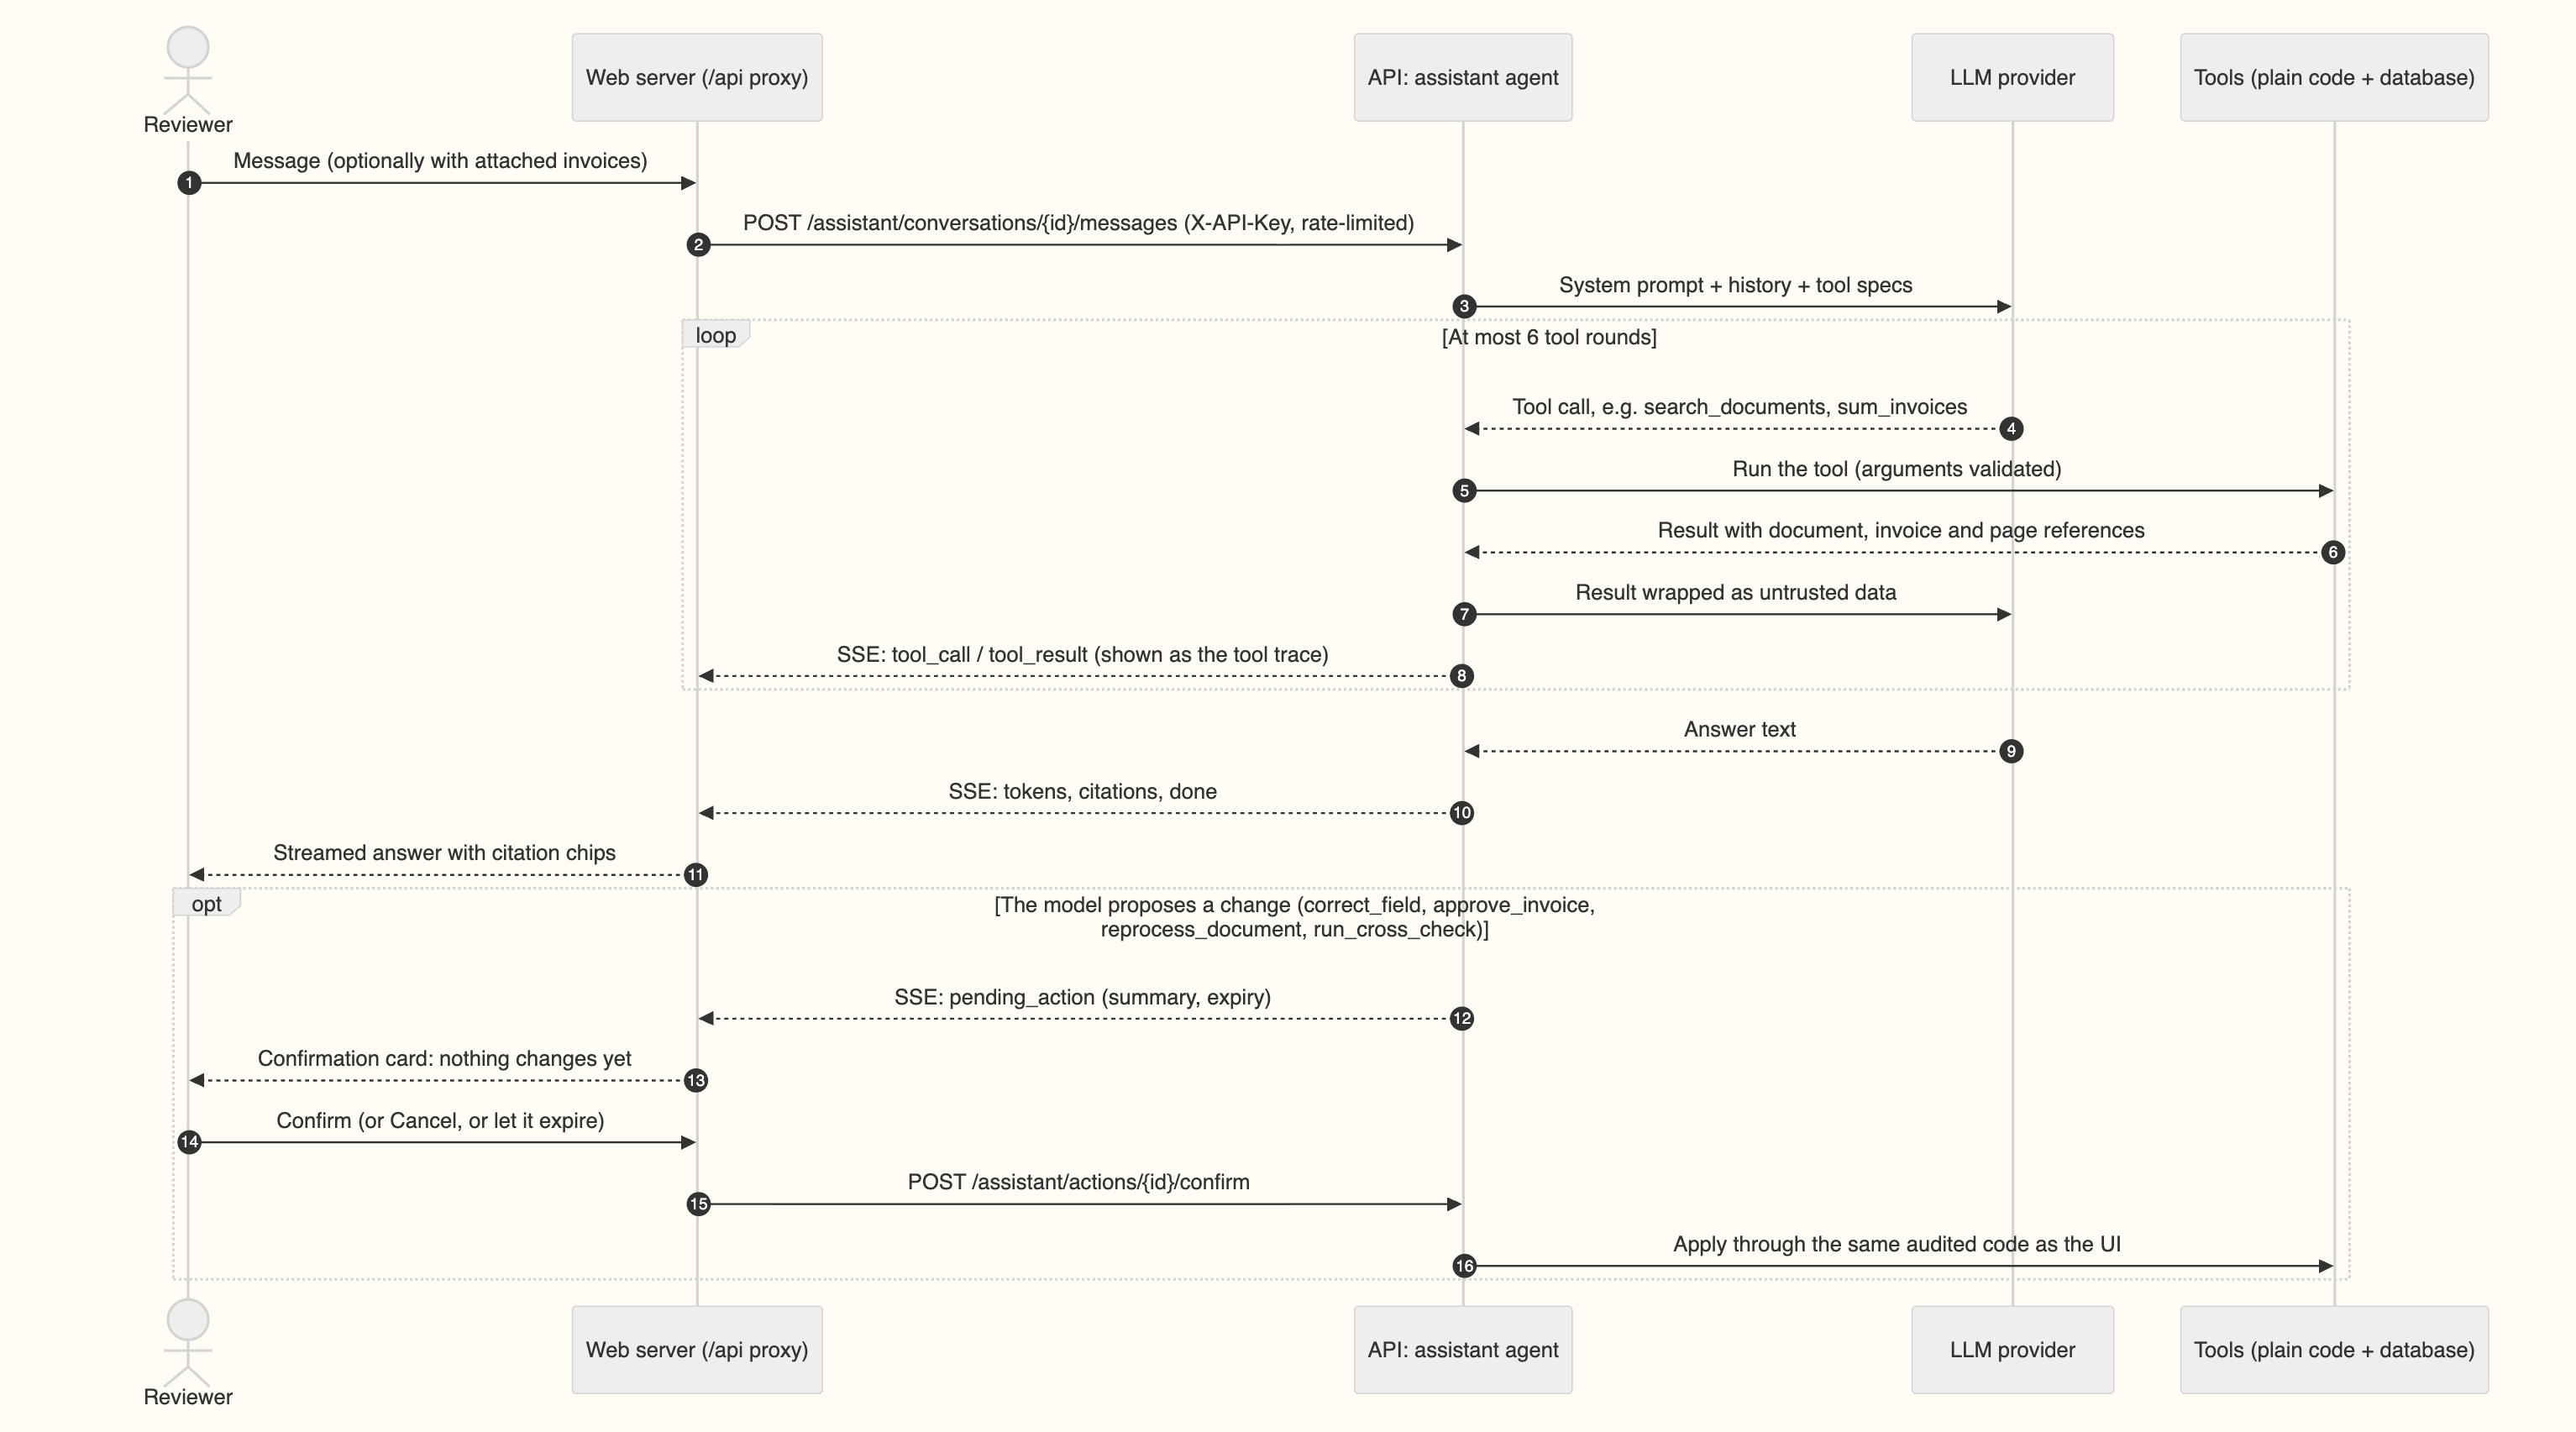 Reviewer
Web server (/api proxy)
API: assistant agent
LLM provider
Tools (plain code + database)
Message (optionally with attached invoices)
1
POST /assistant/conversations/{id}/messages (X-API-Key, rate-limited)
2
System prompt + history + tool specs
3
loop
[At most 6 tool rounds]
Tool call, e.g. search_documents, sum_invoices
4
Run the tool (arguments validated)
5
Result with document, invoice and page references
6
Result wrapped as untrusted data
7
SSE: tool_call / tool_result (shown as the tool trace)
8
Answer text
9
SSE: tokens, citations, done
10
Streamed answer with citation chips
11
opt
[The model proposes a change (correct_field, approve_invoice,
reprocess_document, run_cross_check)]
SSE: pending_action (summary, expiry)
12
Confirmation card: nothing changes yet
13
Confirm (or Cancel, or let it expire)
14
POST /assistant/actions/{id}/confirm
15
Apply through the same audited code as the UI
16
Reviewer
Web server (/api proxy)
API: assistant agent
LLM provider
Tools (plain code + database)